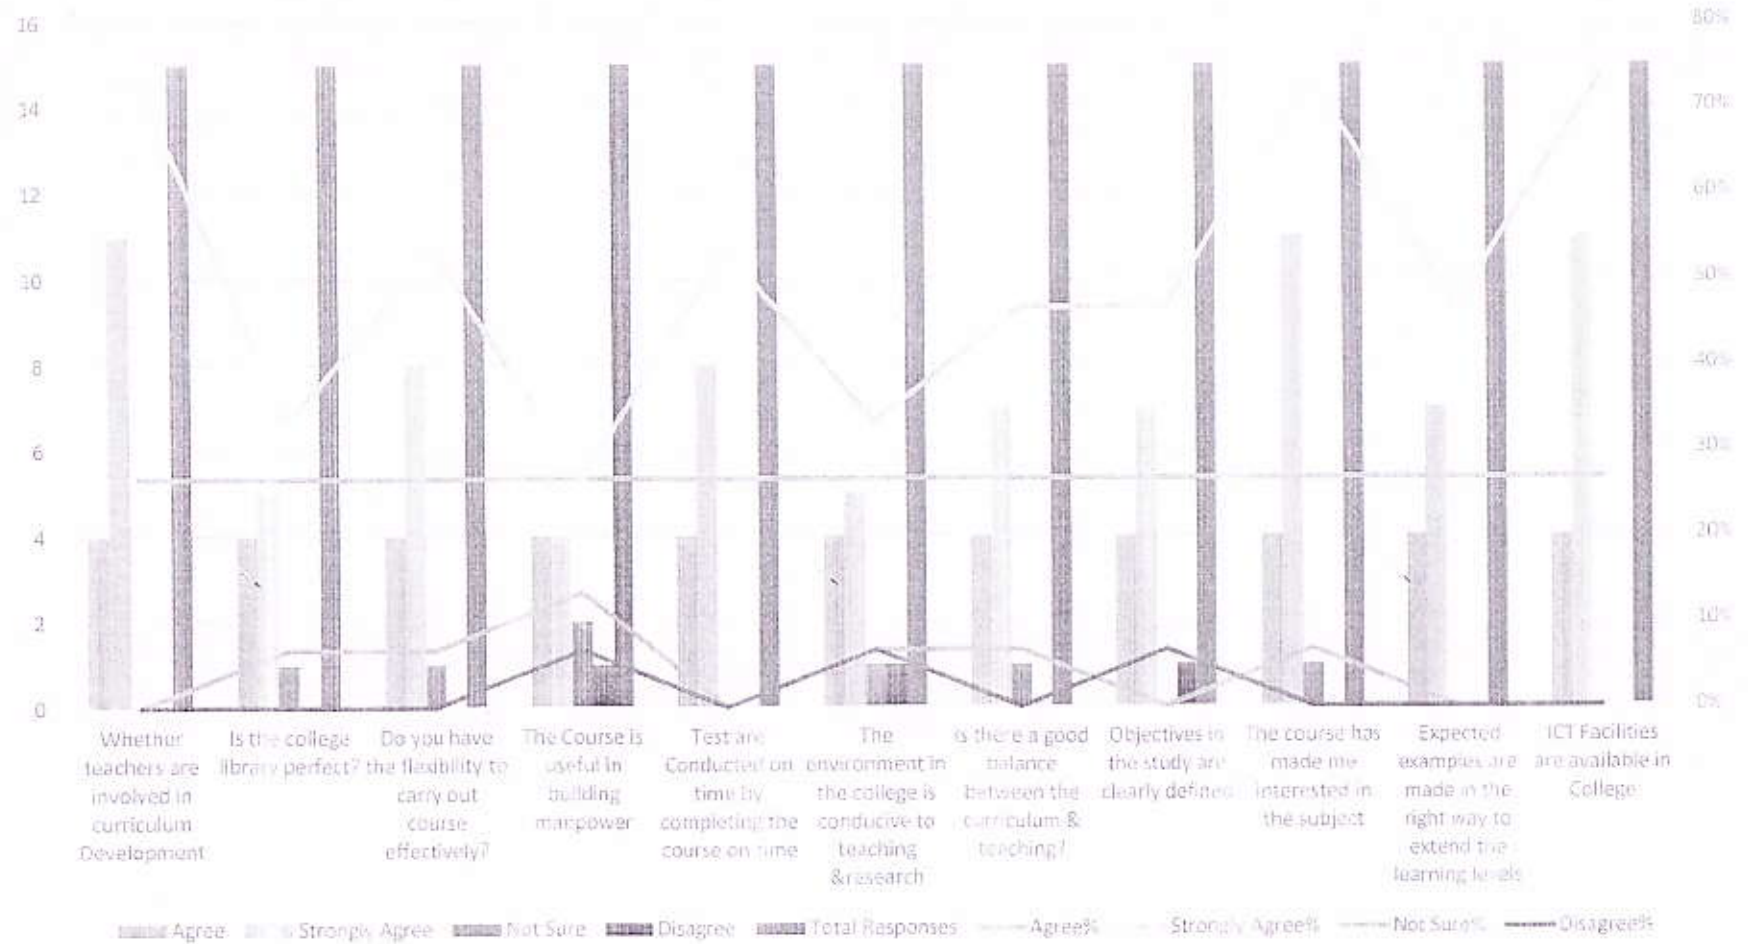 16
14
12
10
8
6
4
2
0
80%
70%
60%
50%
40%
30%
20%
10%
0%
Whether
teachers are
involved in
curriculum
Development
Is the college
library perfect?
Do you have
the flexibility to
carry out
course
effectively?
The Course is
useful in
building
manpower
Test are
Conducted on
time by
completing the
course on time
The
environment in
the college is
conducive to
teaching
&research
is there a good
balance
between the
curriculum &
teaching?
Objectives in
the study are
clearly defined
The course has
made me
interested in
the subject
Expected
examples are
made in the
right way to
extend the
learning levels
ICT Facilities
are available in
College
Agree Strongly Agree Not Sure Disagree Total Responses Agree% Strongly Agree% Not Sure% Disagree%